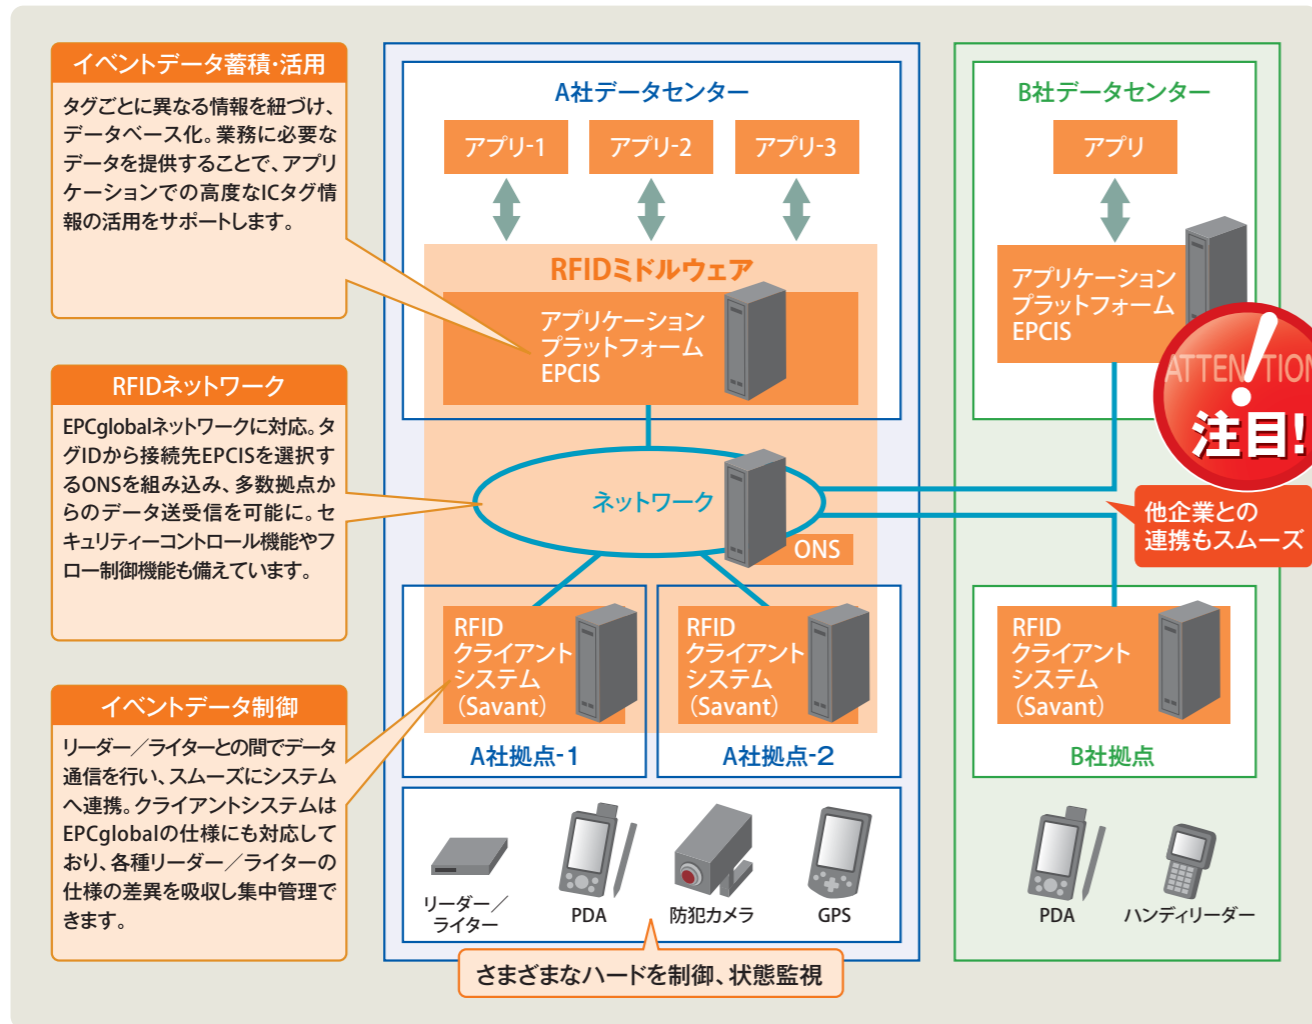 イベントデータ蓄積・活用
タグごとに異なる情報を紐づけ、
データベース化。業務に必要な
データを提供することで、アプリ
ケーションでの高度なICタグ情
報の活用をサポートします。
RFIDネットワーク
EPCglobalネットワークに対応。タ
グIDから接続先EPCISを選択す
るONSを組み込み、多数拠点か
らのデータ送受信を可能に。セ
キュリティーコントロール機能やフ
ロー制御機能も備えています。
イベントデータ制御
リーダー／ライターとの間でデータ
通信を行い、スムーズにシステム
へ連携。クライアントシステムは
EPCglobalの仕様にも対応して
おり、各種リーダー／ライターの
仕様の差異を吸収し集中管理で
きます。
A社データセンター
アプリ-1
アプリ-2
アプリ-3
RFIDミドルウェア
アプリケーション
プラットフォーム
EPCIS
ネットワーク
ONS
RFID
クライアント
システム
（Savant）
A社拠点-1
RFID
クライアント
システム
（Savant）
A社拠点-2
リーダー／
ライター
PDA
防犯カメラ
GPS
さまざまなハードを制御、状態監視
B社データセンター
アプリ
アプリケーション
プラットフォーム
EPCIS
ATTENTION
注目!
他企業との
連携もスムーズ
RFID
クライアント
システム
（Savant）
B社拠点
PDA
ハンディリーダー